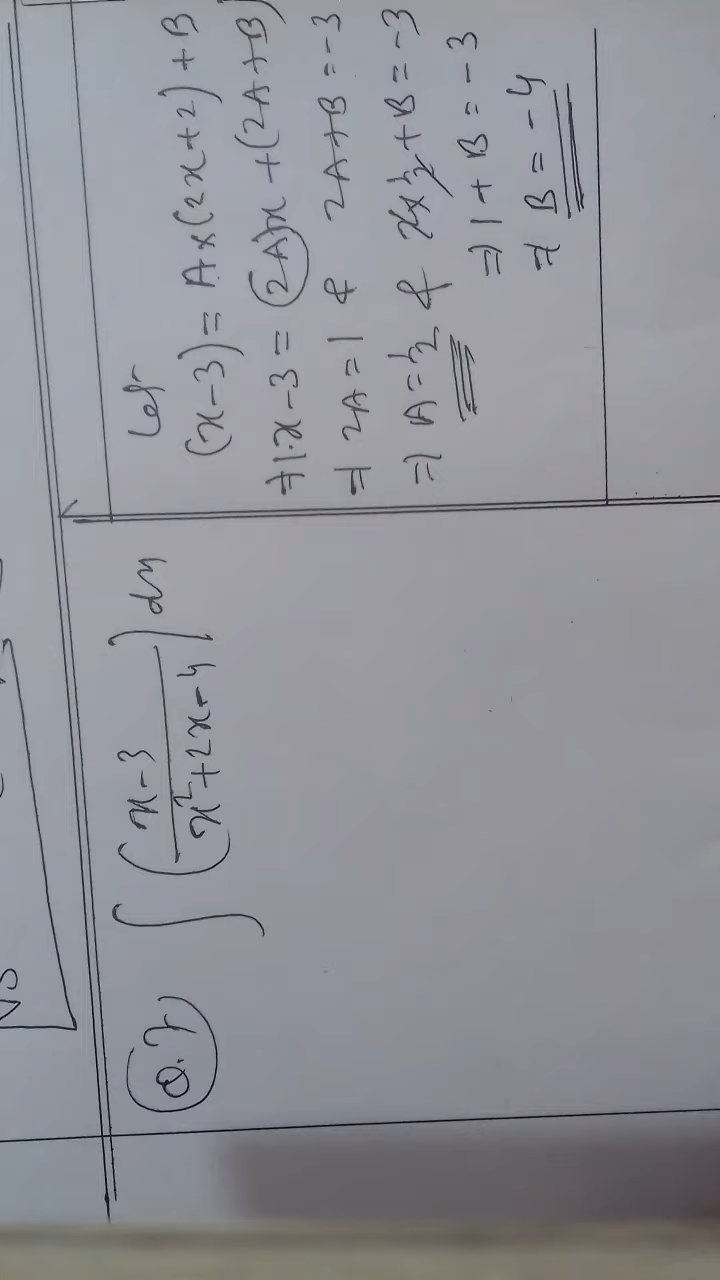 Q.7 ∫ ( x-3 / x²+2x-4 ) dx
Let
(x-3) = A×(2x+2)+B
⇒ 1.x-3 = (2A)x+(2A+B)
⇒ 2A=1 & 2A+B=-3
⇒ A=1/2 & 2×1/2+B=-3
⇒ 1+B=-3
⇒ B=-4